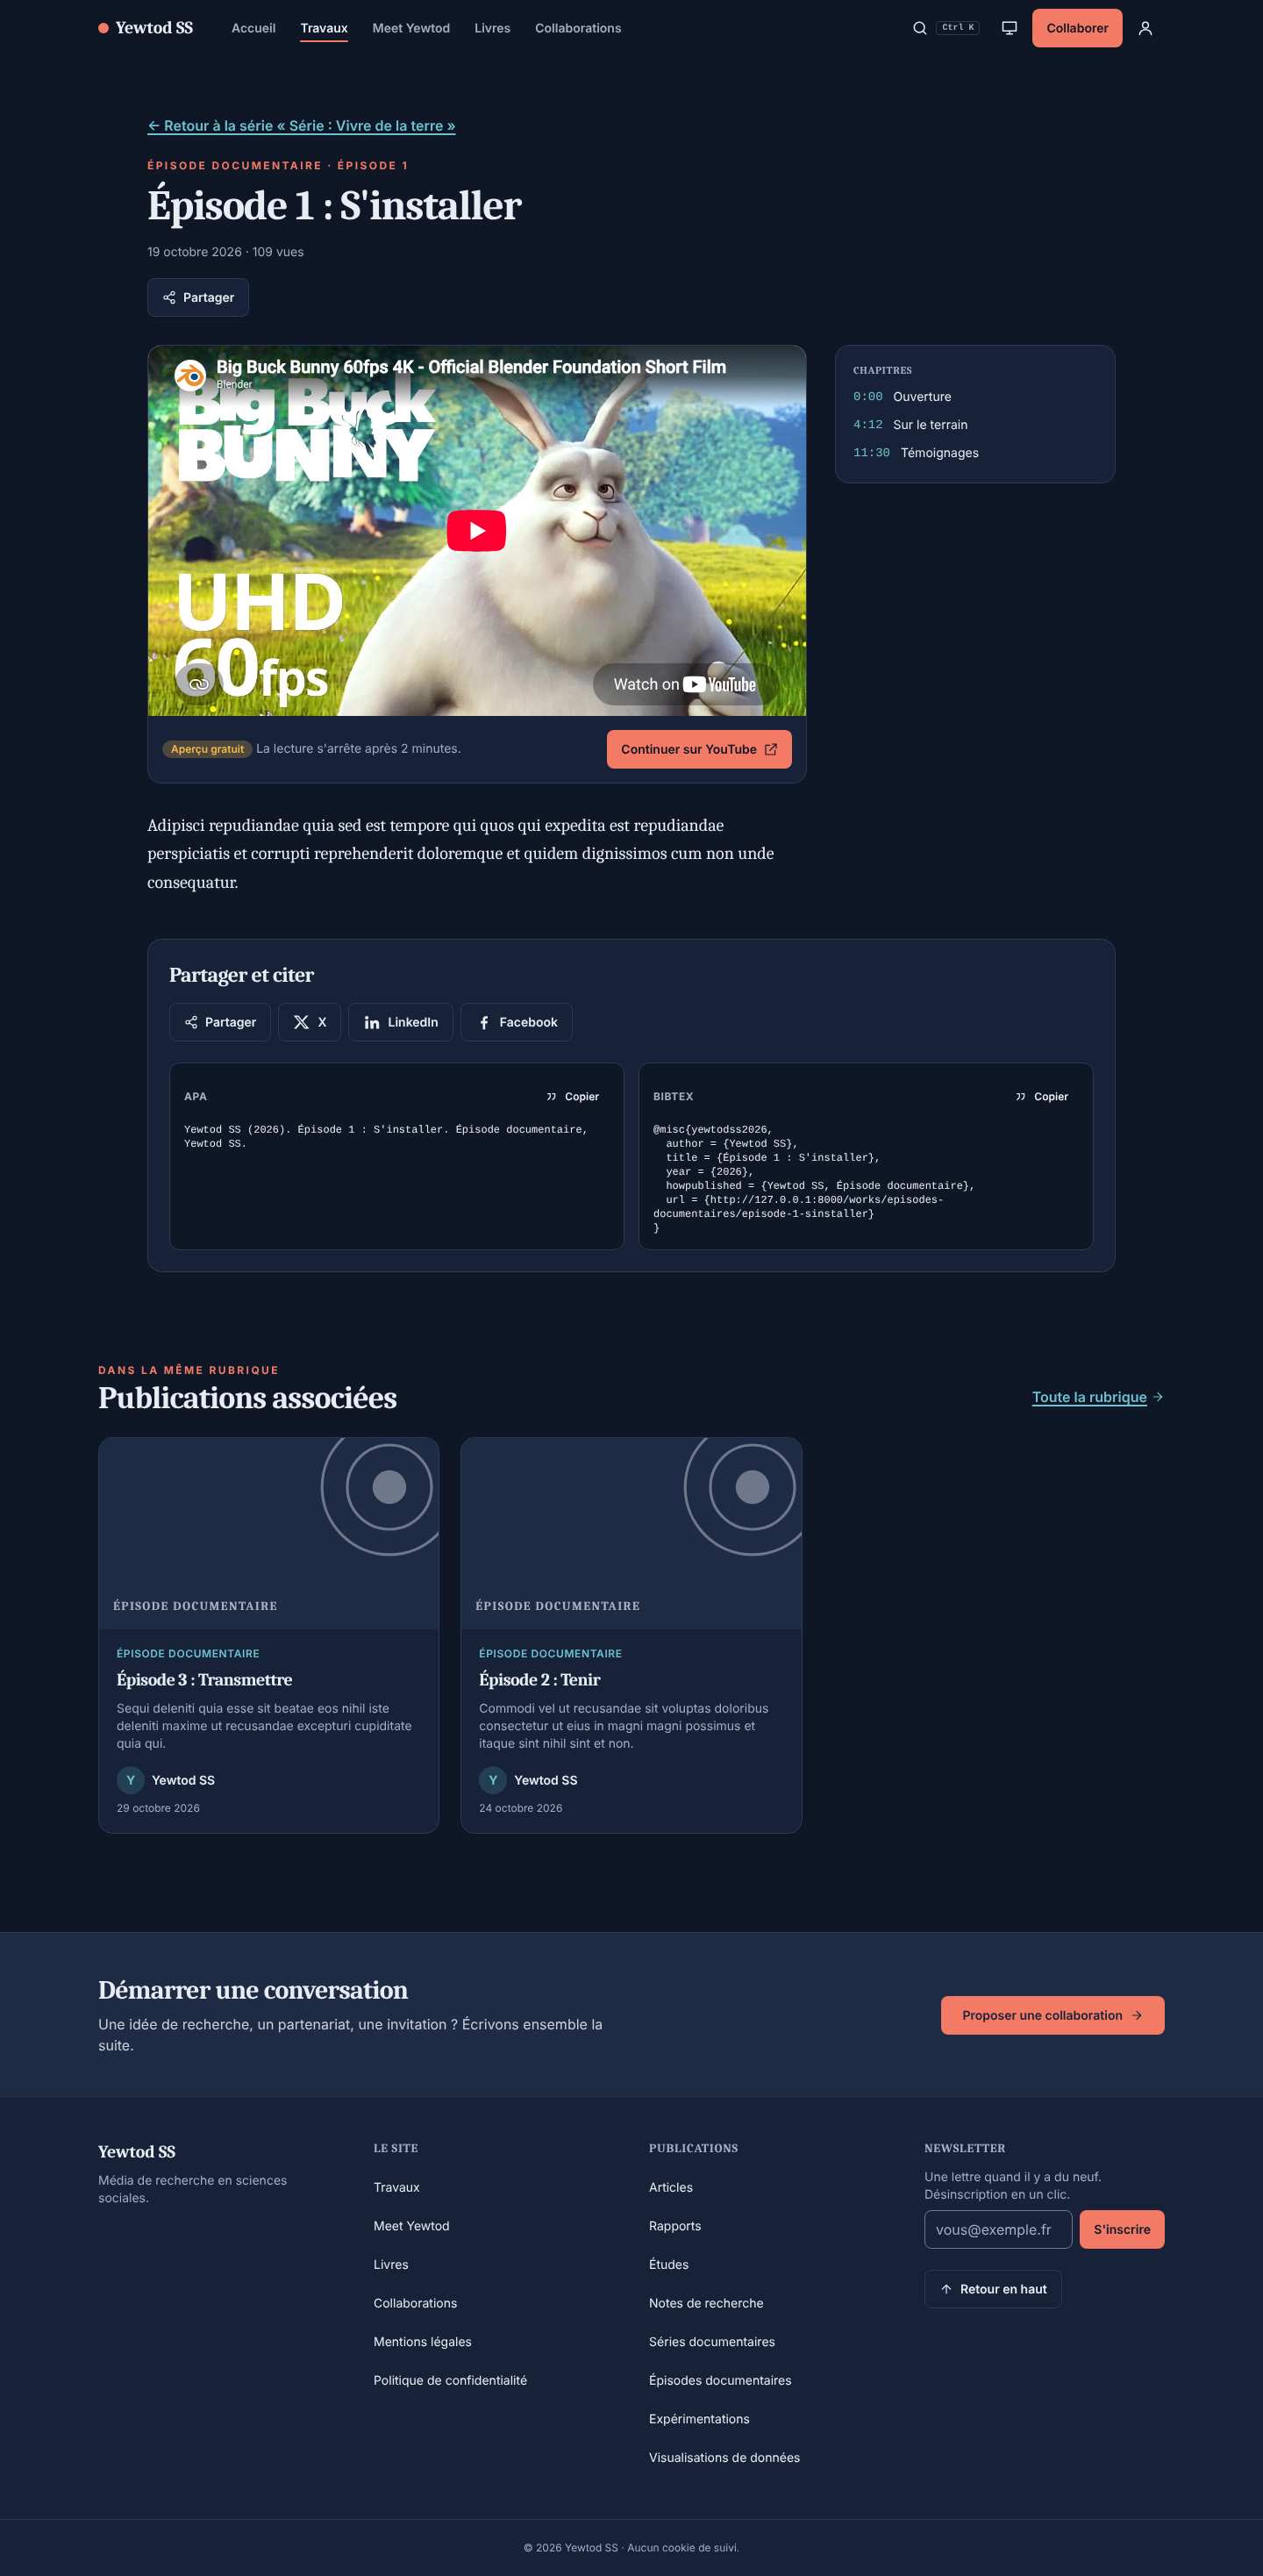 Yewtod SS
Accueil
Travaux
Meet Yewtod
Livres
Collaborations
Ctrl K
Collaborer
← Retour à la série « Série : Vivre de la terre »
ÉPISODE DOCUMENTAIRE · ÉPISODE 1
Épisode 1 : S'installer
19 octobre 2026 · 109 vues
Partager
Big Buck Bunny 60fps 4K - Official Blender Foundation Short Film
Blender
Big Buck
BUNNY
UHD
60fps
Watch on YouTube
CHAPITRES
0:00 Ouverture
4:12 Sur le terrain
11:30 Témoignages
Aperçu gratuit La lecture s'arrête après 2 minutes.
Continuer sur YouTube
Adipisci repudiandae quia sed est tempore qui quos qui expedita est repudiandae
perspiciatis et corrupti reprehenderit doloremque et quidem dignissimos cum non unde
consequatur.
Partager et citer
Partager
X
LinkedIn
Facebook
APA
Copier
Yewtod SS (2026). Épisode 1 : S'installer. Épisode documentaire,
Yewtod SS.
BIBTEX
Copier
@misc{yewtodss2026,
author = {Yewtod SS},
title = {Épisode 1 : S'installer},
year = {2026},
howpublished = {Yewtod SS, Épisode documentaire},
url = {http://127.0.0.1:8000/works/episodes-
documentaires/episode-1-sinstaller}
}
DANS LA MÊME RUBRIQUE
Publications associées
Toute la rubrique →
ÉPISODE DOCUMENTAIRE
ÉPISODE DOCUMENTAIRE
Épisode 3 : Transmettre
Sequi deleniti quia esse sit beatae eos nihil iste
deleniti maxime ut recusandae excepturi cupiditate
quia qui.
Y Yewtod SS
29 octobre 2026
ÉPISODE DOCUMENTAIRE
ÉPISODE DOCUMENTAIRE
Épisode 2 : Tenir
Commodi vel ut recusandae sit voluptas doloribus
consectetur ut eius in magni magni possimus et
itaque sint nihil sint et non.
Y Yewtod SS
24 octobre 2026
Démarrer une conversation
Une idée de recherche, un partenariat, une invitation ? Écrivons ensemble la
suite.
Proposer une collaboration →
Yewtod SS
Média de recherche en sciences
sociales.
LE SITE
Travaux
Meet Yewtod
Livres
Collaborations
Mentions légales
Politique de confidentialité
PUBLICATIONS
Articles
Rapports
Études
Notes de recherche
Séries documentaires
Épisodes documentaires
Expérimentations
Visualisations de données
NEWSLETTER
Une lettre quand il y a du neuf.
Désinscription en un clic.
vous@exemple.fr
S'inscrire
↑ Retour en haut
© 2026 Yewtod SS · Aucun cookie de suivi.